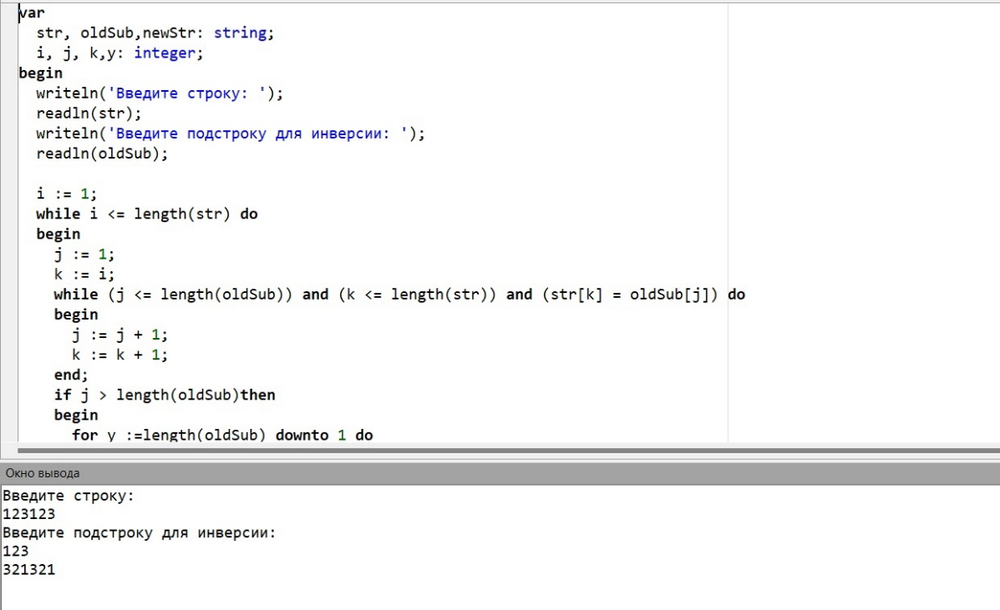 var
str, oldSub,newStr: string;
i, j, k,y: integer;
begin
writeln('Введите строку: ');
readln(str);
writeln('Введите подстроку для инверсии: ');
readln(oldSub);
i := 1;
while i <= length(str) do
begin
j := 1;
k := i;
while (j <= length(oldSub)) and (k <= length(str)) and (str[k] = oldSub[j]) do
begin
j := j + 1;
k := k + 1;
end;
if j > length(oldSub)then
begin
for y :=length(oldSub) downto 1 do
Окно вывода
Введите строку:
123123
Введите подстроку для инверсии:
123
321321